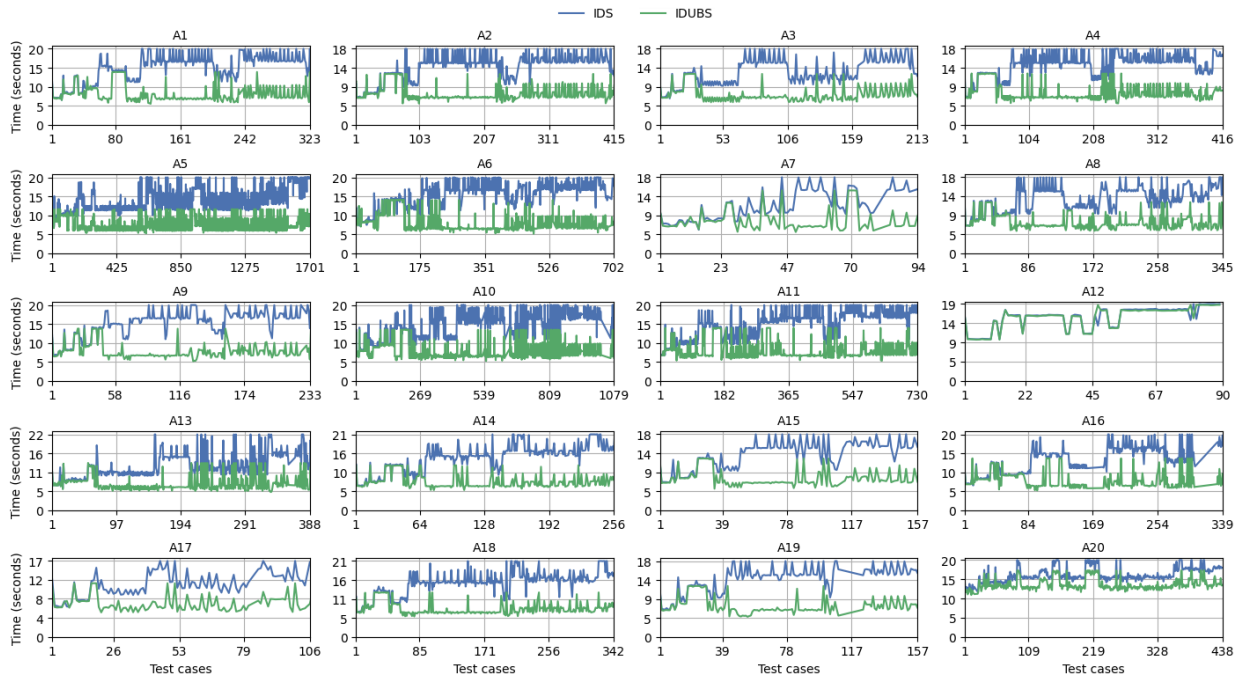 IDS IDUBS
A1 A2 A3 A4
Time (seconds)
20 18 18 18
15 14 14 14
10 9 9 9
5 5 5 5
0 0 0 0
1 80 161 242 323 1 103 207 311 415 1 53 106 159 213 1 104 208 312 416
A5 A6 A7 A8
Time (seconds)
20 20 18 18
15 15 14 14
10 10 9 9
5 5 5 5
0 0 0 0
1 425 850 1275 1701 1 175 351 526 702 1 23 47 70 94 1 86 172 258 345
A9 A10 A11 A12
Time (seconds)
20 20 20 19
15 15 15 14
10 10 10 9
5 5 5 5
0 0 0 0
1 58 116 174 233 1 269 539 809 1079 1 182 365 547 730 1 22 45 67 90
A13 A14 A15 A16
Time (seconds)
22 21 18 20
16 16 14 15
11 10 9 10
5 5 5 5
0 0 0 0
1 97 194 291 388 1 64 128 192 256 1 39 78 117 157 1 84 169 254 339
A17 A18 A19 A20
Time (seconds)
17 21 18 20
12 16 14 15
8 11 9 10
4 5 5 5
0 0 0 0
1 26 53 79 106 1 85 171 256 342 1 39 78 117 157 1 109 219 328 438
Test cases Test cases Test cases Test cases